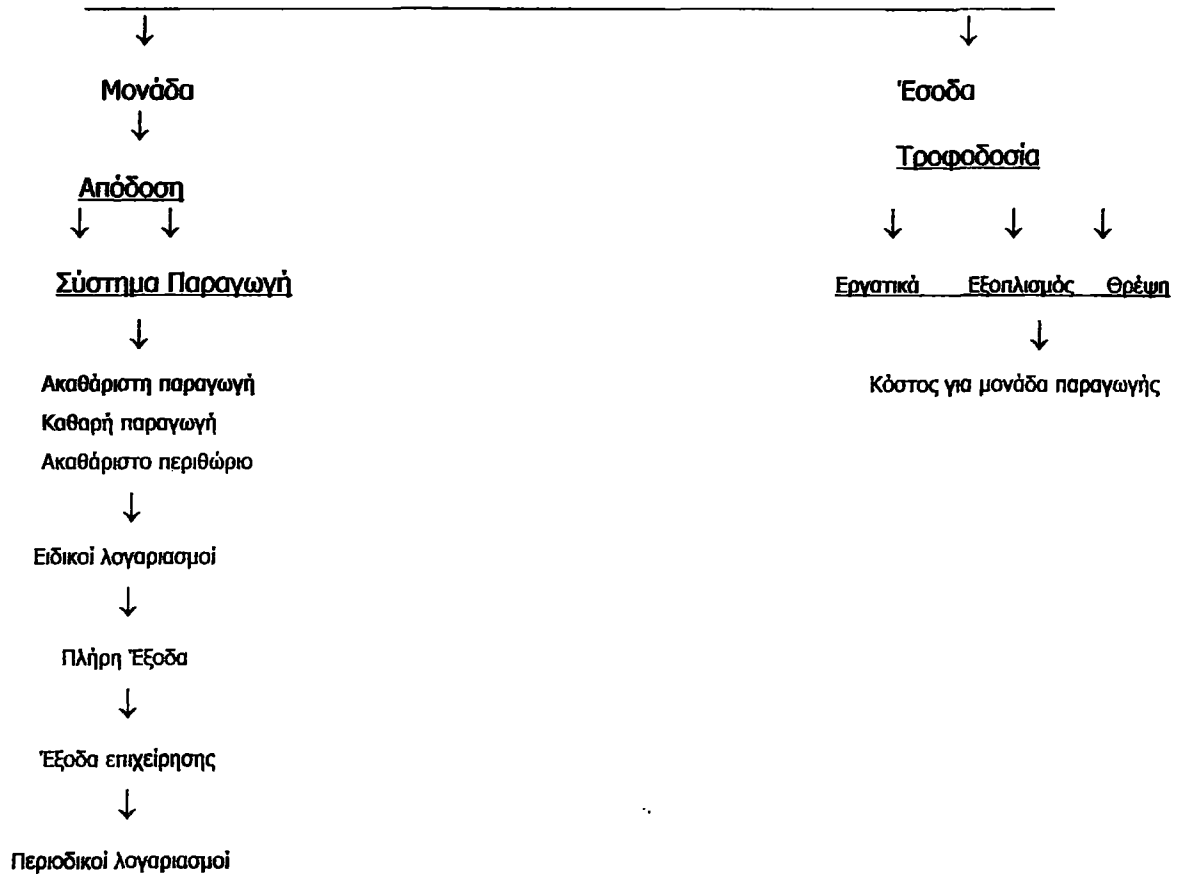 Μονάδα
Έσοδα
Τροφοδοσία
Απόδοση
Σύστημα Παραγωγή
Εργατικά Εξοπλισμός Θρέψη
Ακαθάριστη παραγωγή
Κόστος για μονάδα παραγωγής
Καθαρή παραγωγή
Ακαθάριστο περιθώριο
Ειδικοί λογαριασμοί
Πλήρη Έξοδα
Έξοδα επιχείρησης
Περιοδικοί λογαριασμοί